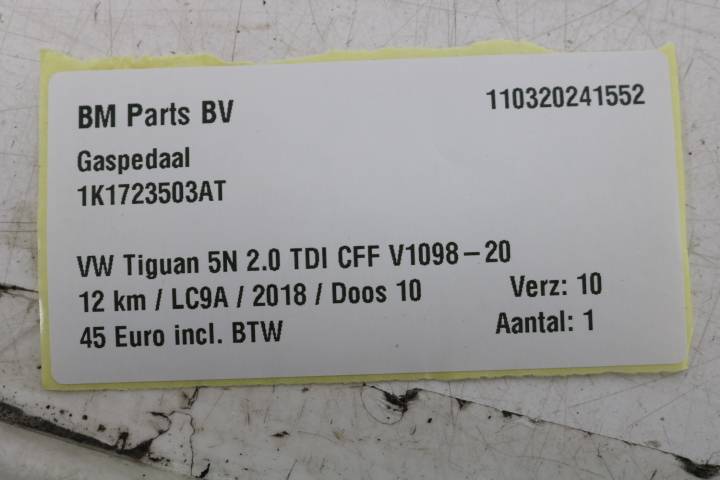 BM Parts BV 110320241552
Gaspedaal
1K1723503AT
VW Tiguan 5N 2.0 TDI CFF V1098-20
12 km / LC9A / 2018 / Doos 10 Verz: 10
45 Euro incl. BTW Aantal: 1